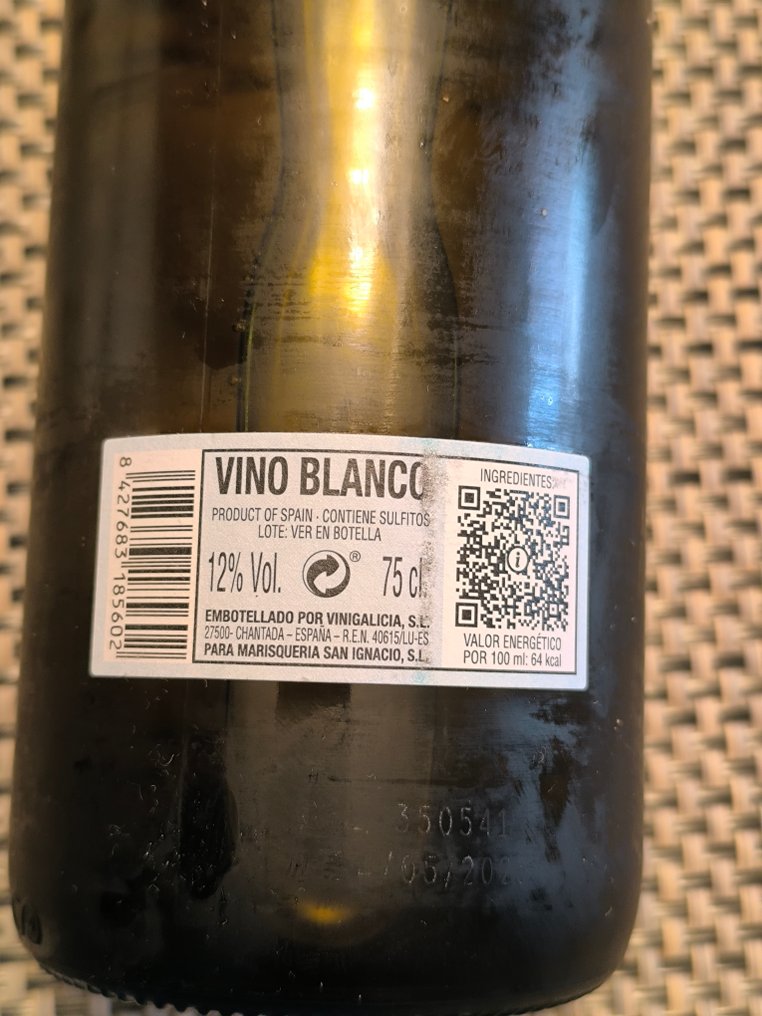 8 427683 185602
VINO BLANCO
PRODUCT OF SPAIN · CONTIENE SULFITOS
LOTE: VER EN BOTELLA
12% Vol. ® 75 cl.
EMBOTELLADO POR VINIGALICIA, S.L.
27500- CHANTADA – ESPAÑA – R.E.N. 40615/LU-ES
PARA MARISQUERIA SAN IGNACIO, S.L.
INGREDIENTES:
i
VALOR ENERGÉTICO
POR 100 ml: 64 kcal
350541